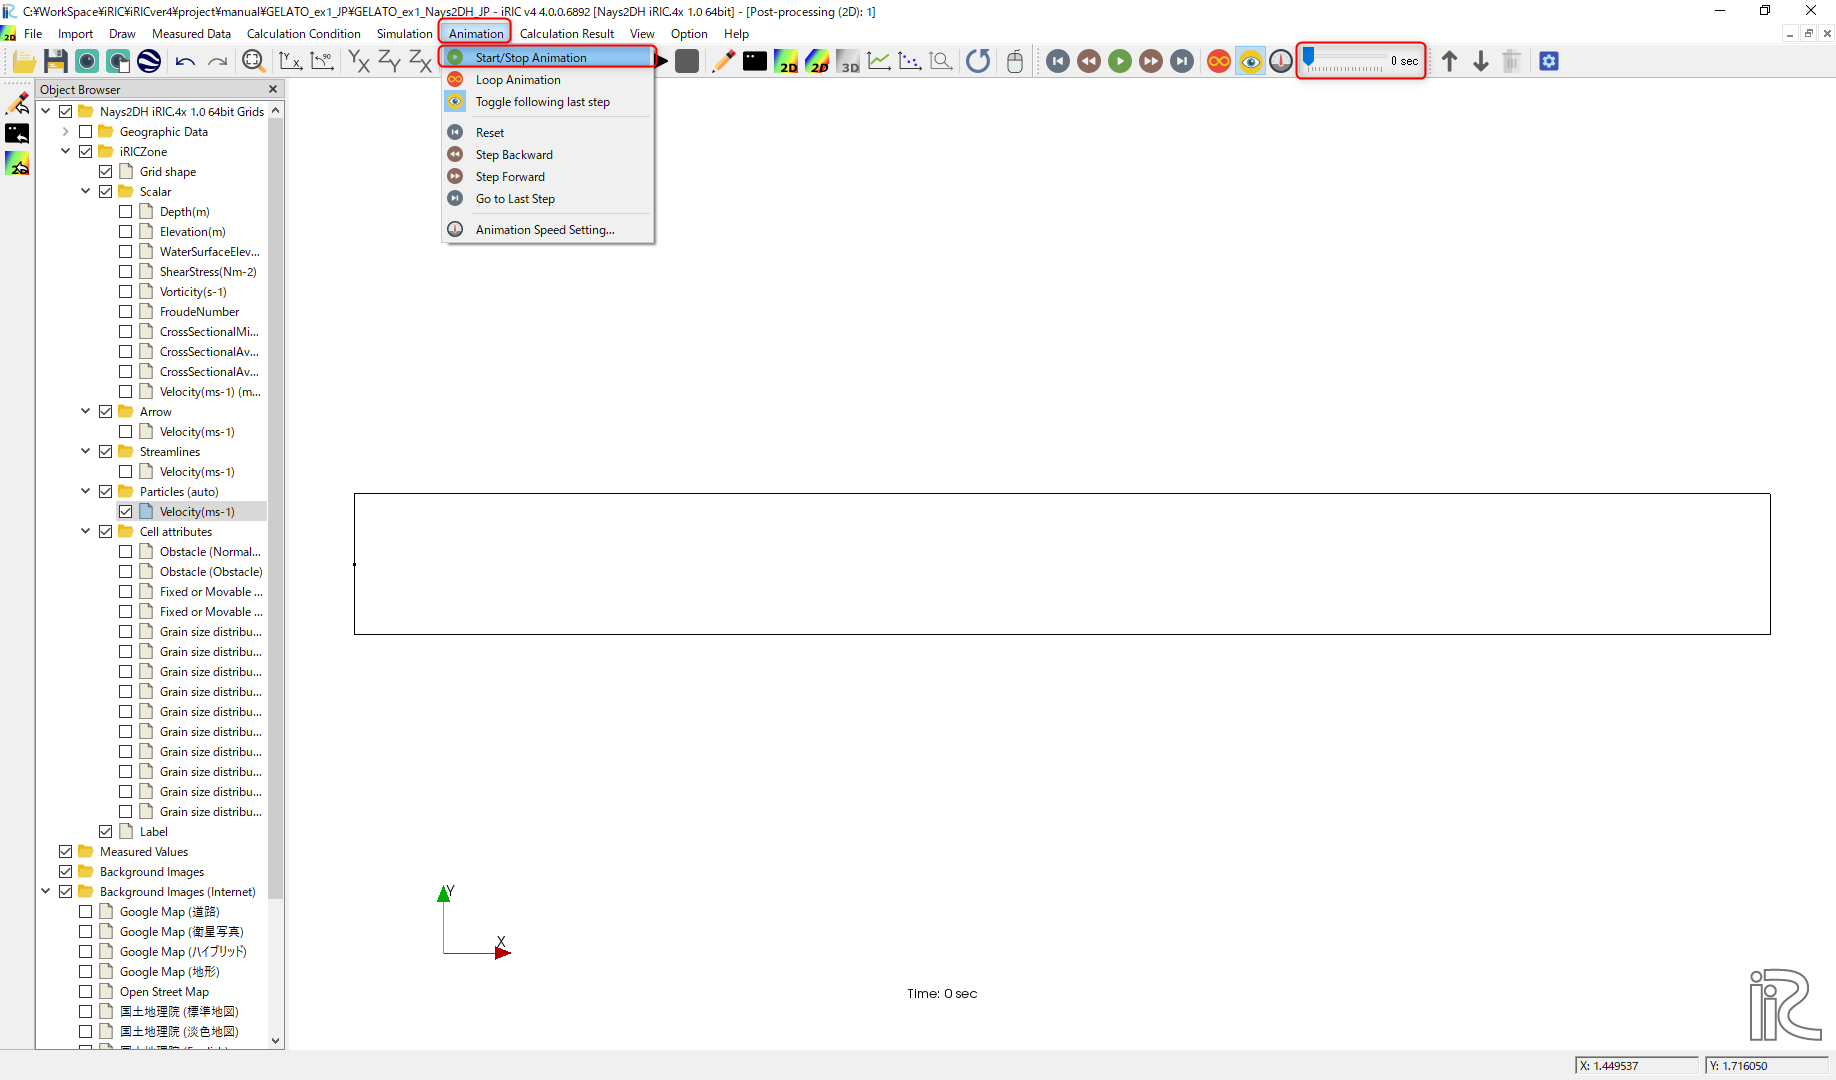 C:¥WorkSpace¥iRIC¥iRICver4¥project¥manual¥GELATO_ex1_JP¥GELATO_ex1_Nays2DH_JP - iRIC v4 4.0.0.6892 [Nays2DH iRIC.4x 1.0 64bit] - [Post-processing (2D): 1]
File Import Draw Measured Data Calculation Condition Simulation Animation Calculation Result View Option Help
0 sec
Start/Stop Animation
Loop Animation
Toggle following last step
Reset
Step Backward
Step Forward
Go to Last Step
Animation Speed Setting...
Object Browser
Nays2DH iRIC.4x 1.0 64bit Grids
Geographic Data
iRICZone
Grid shape
Scalar
Depth(m)
Elevation(m)
WaterSurfaceElev...
ShearStress(Nm-2)
Vorticity(s-1)
FroudeNumber
CrossSectionalMi...
CrossSectionalAv...
CrossSectionalAv...
Velocity(ms-1) (m...
Arrow
Velocity(ms-1)
Streamlines
Velocity(ms-1)
Particles (auto)
Velocity(ms-1)
Cell attributes
Obstacle (Normal...
Obstacle (Obstacle)
Fixed or Movable ...
Fixed or Movable ...
Grain size distribu...
Grain size distribu...
Grain size distribu...
Grain size distribu...
Grain size distribu...
Grain size distribu...
Grain size distribu...
Grain size distribu...
Grain size distribu...
Grain size distribu...
Label
Measured Values
Background Images
Background Images (Internet)
Google Map (道路)
Google Map (衛星写真)
Google Map (ハイブリッド)
Google Map (地形)
Open Street Map
国土地理院 (標準地図)
国土地理院 (淡色地図)
Y
X
Time: 0 sec
iRIC
X: 1.449537
Y: 1.716050